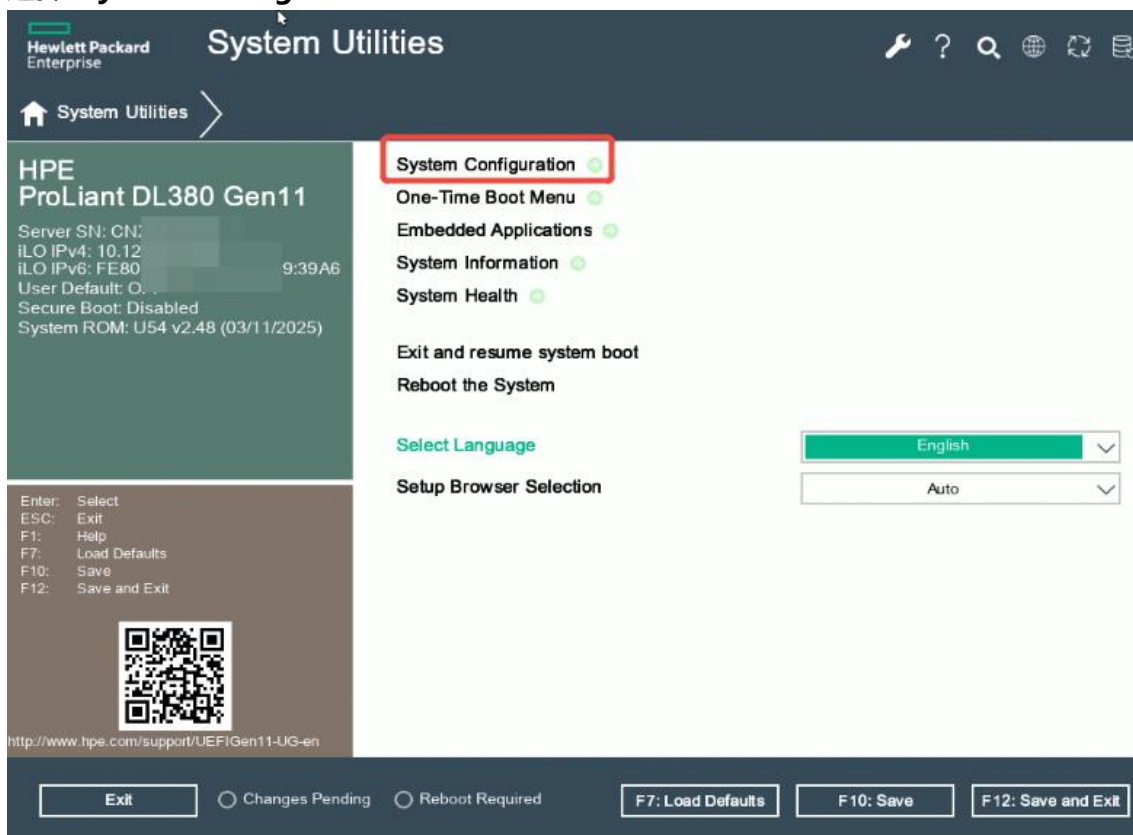 Hewlett Packard
Enterprise
System Utilities
System Utilities
HPE
ProLiant DL380 Gen11
Server SN: CN
iLO IPv4: 10.12
iLO IPv6: FE80 9:39A6
User Default: O
Secure Boot: Disabled
System ROM: U54 v2.48 (03/11/2025)
System Configuration
One-Time Boot Menu
Embedded Applications
System Information
System Health
Exit and resume system boot
Reboot the System
Select Language English
Setup Browser Selection Auto
Enter: Select
ESC: Exit
F1: Help
F7: Load Defaults
F10: Save
F12: Save and Exit
http://www.hpe.com/support/UEFIGen11-UG-en
Exit Changes Pending Reboot Required F7: Load Defaults F10: Save F12: Save and Exit